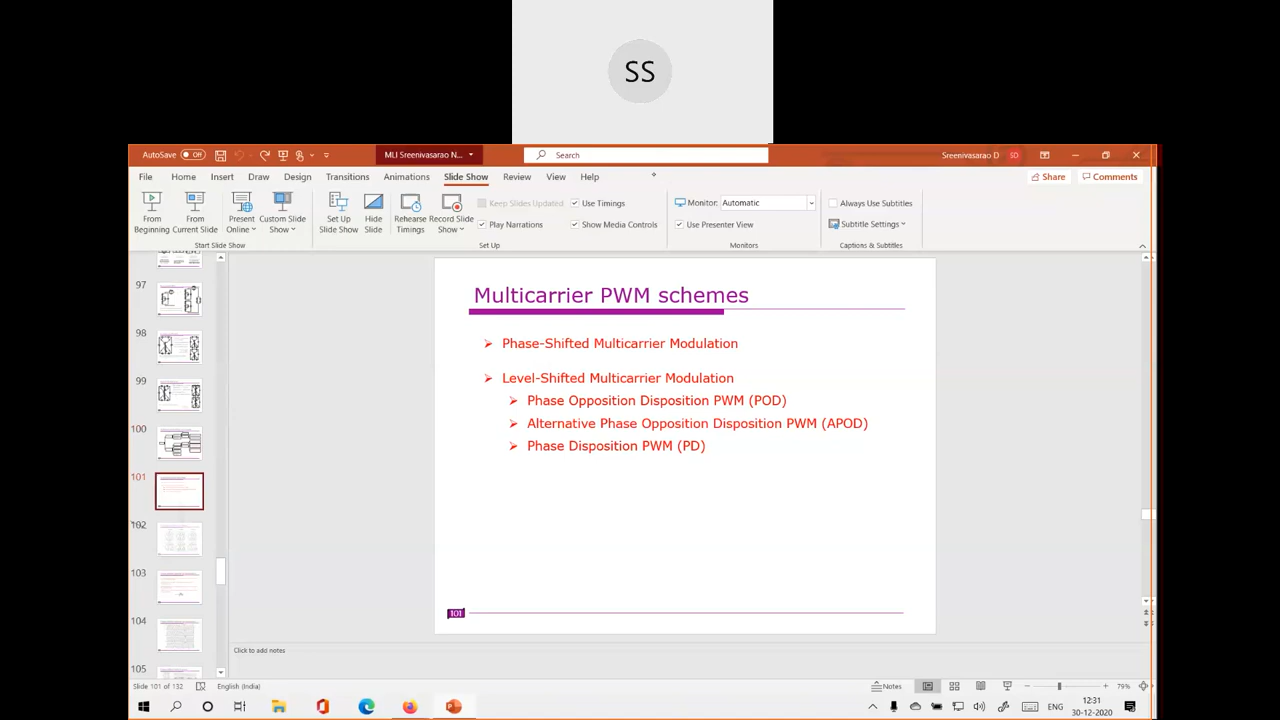 SS
AutoSave Off
MLI Sreenivasarao N...
Search
Sreenivasarao D SD
File Home Insert Draw Design Transitions Animations Slide Show Review View Help
Share Comments
From Beginning
From Current Slide
Present Online
Custom Slide Show
Set Up Slide Show
Hide Slide
Rehearse Timings
Record Slide Show
Keep Slides Updated
Play Narrations
Use Timings
Show Media Controls
Monitor: Automatic
Use Presenter View
Always Use Subtitles
Subtitle Settings
Start Slide Show
Set Up
Monitors
Captions & Subtitles
97
98
99
100
101
102
103
104
105
Multicarrier PWM schemes
Phase-Shifted Multicarrier Modulation
Level-Shifted Multicarrier Modulation
Phase Opposition Disposition PWM (POD)
Alternative Phase Opposition Disposition PWM (APOD)
Phase Disposition PWM (PD)
101
Click to add notes
Slide 101 of 132 English (India) Notes 79%
ENG
12:31
30-12-2020